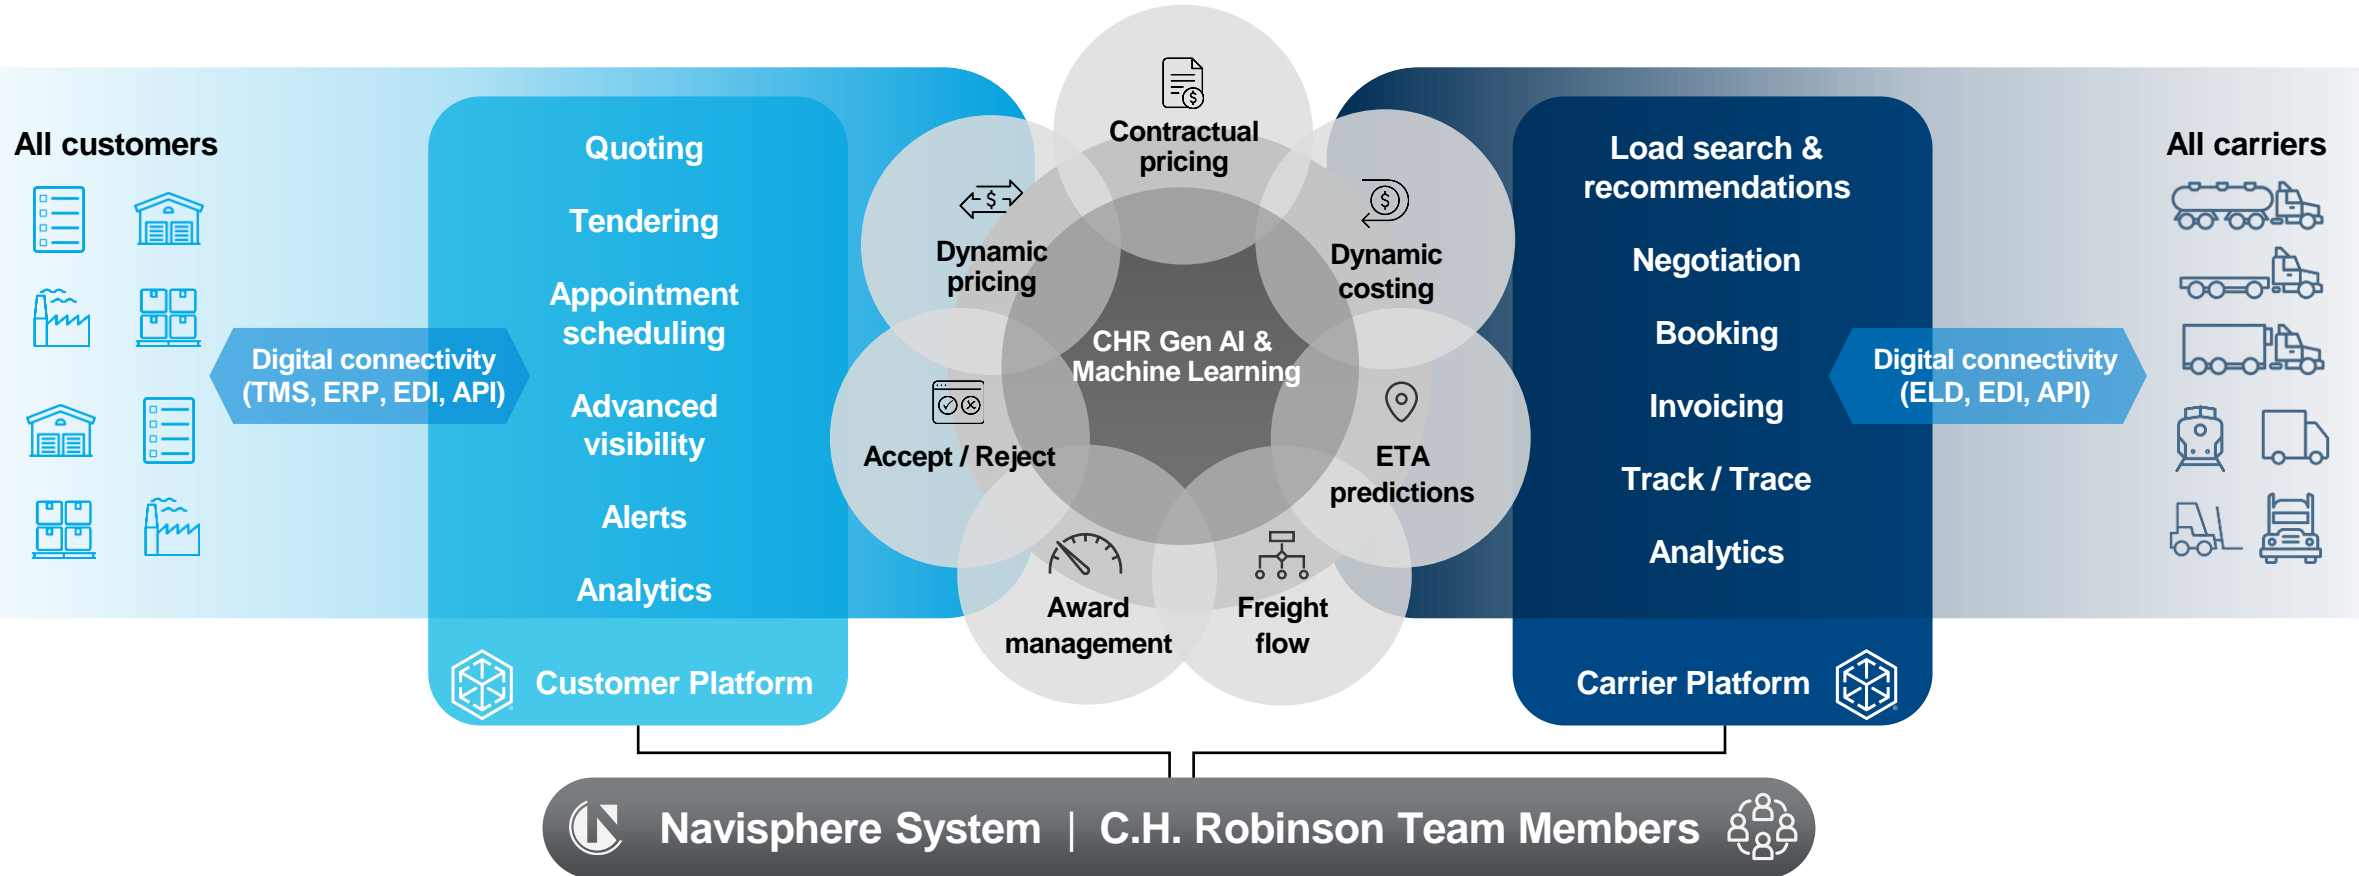 All customers
Digital connectivity
(TMS, ERP, EDI, API)
Quoting
Tendering
Appointment
scheduling
Advanced
visibility
Alerts
Analytics
Customer Platform
Contractual
pricing
Dynamic
pricing
Dynamic
costing
CHR Gen AI &
Machine Learning
Accept / Reject
ETA
predictions
Award
management
Freight
flow
Load search &
recommendations
Negotiation
Booking
Invoicing
Track / Trace
Analytics
Carrier Platform
All carriers
Digital connectivity
(ELD, EDI, API)
Navisphere System | C.H. Robinson Team Members